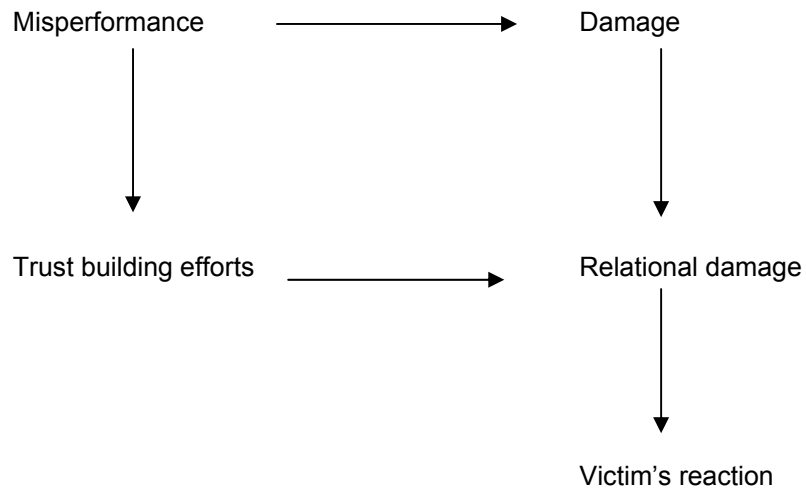 Misperformance
Damage
Trust building efforts
Relational damage
Victim’s reaction